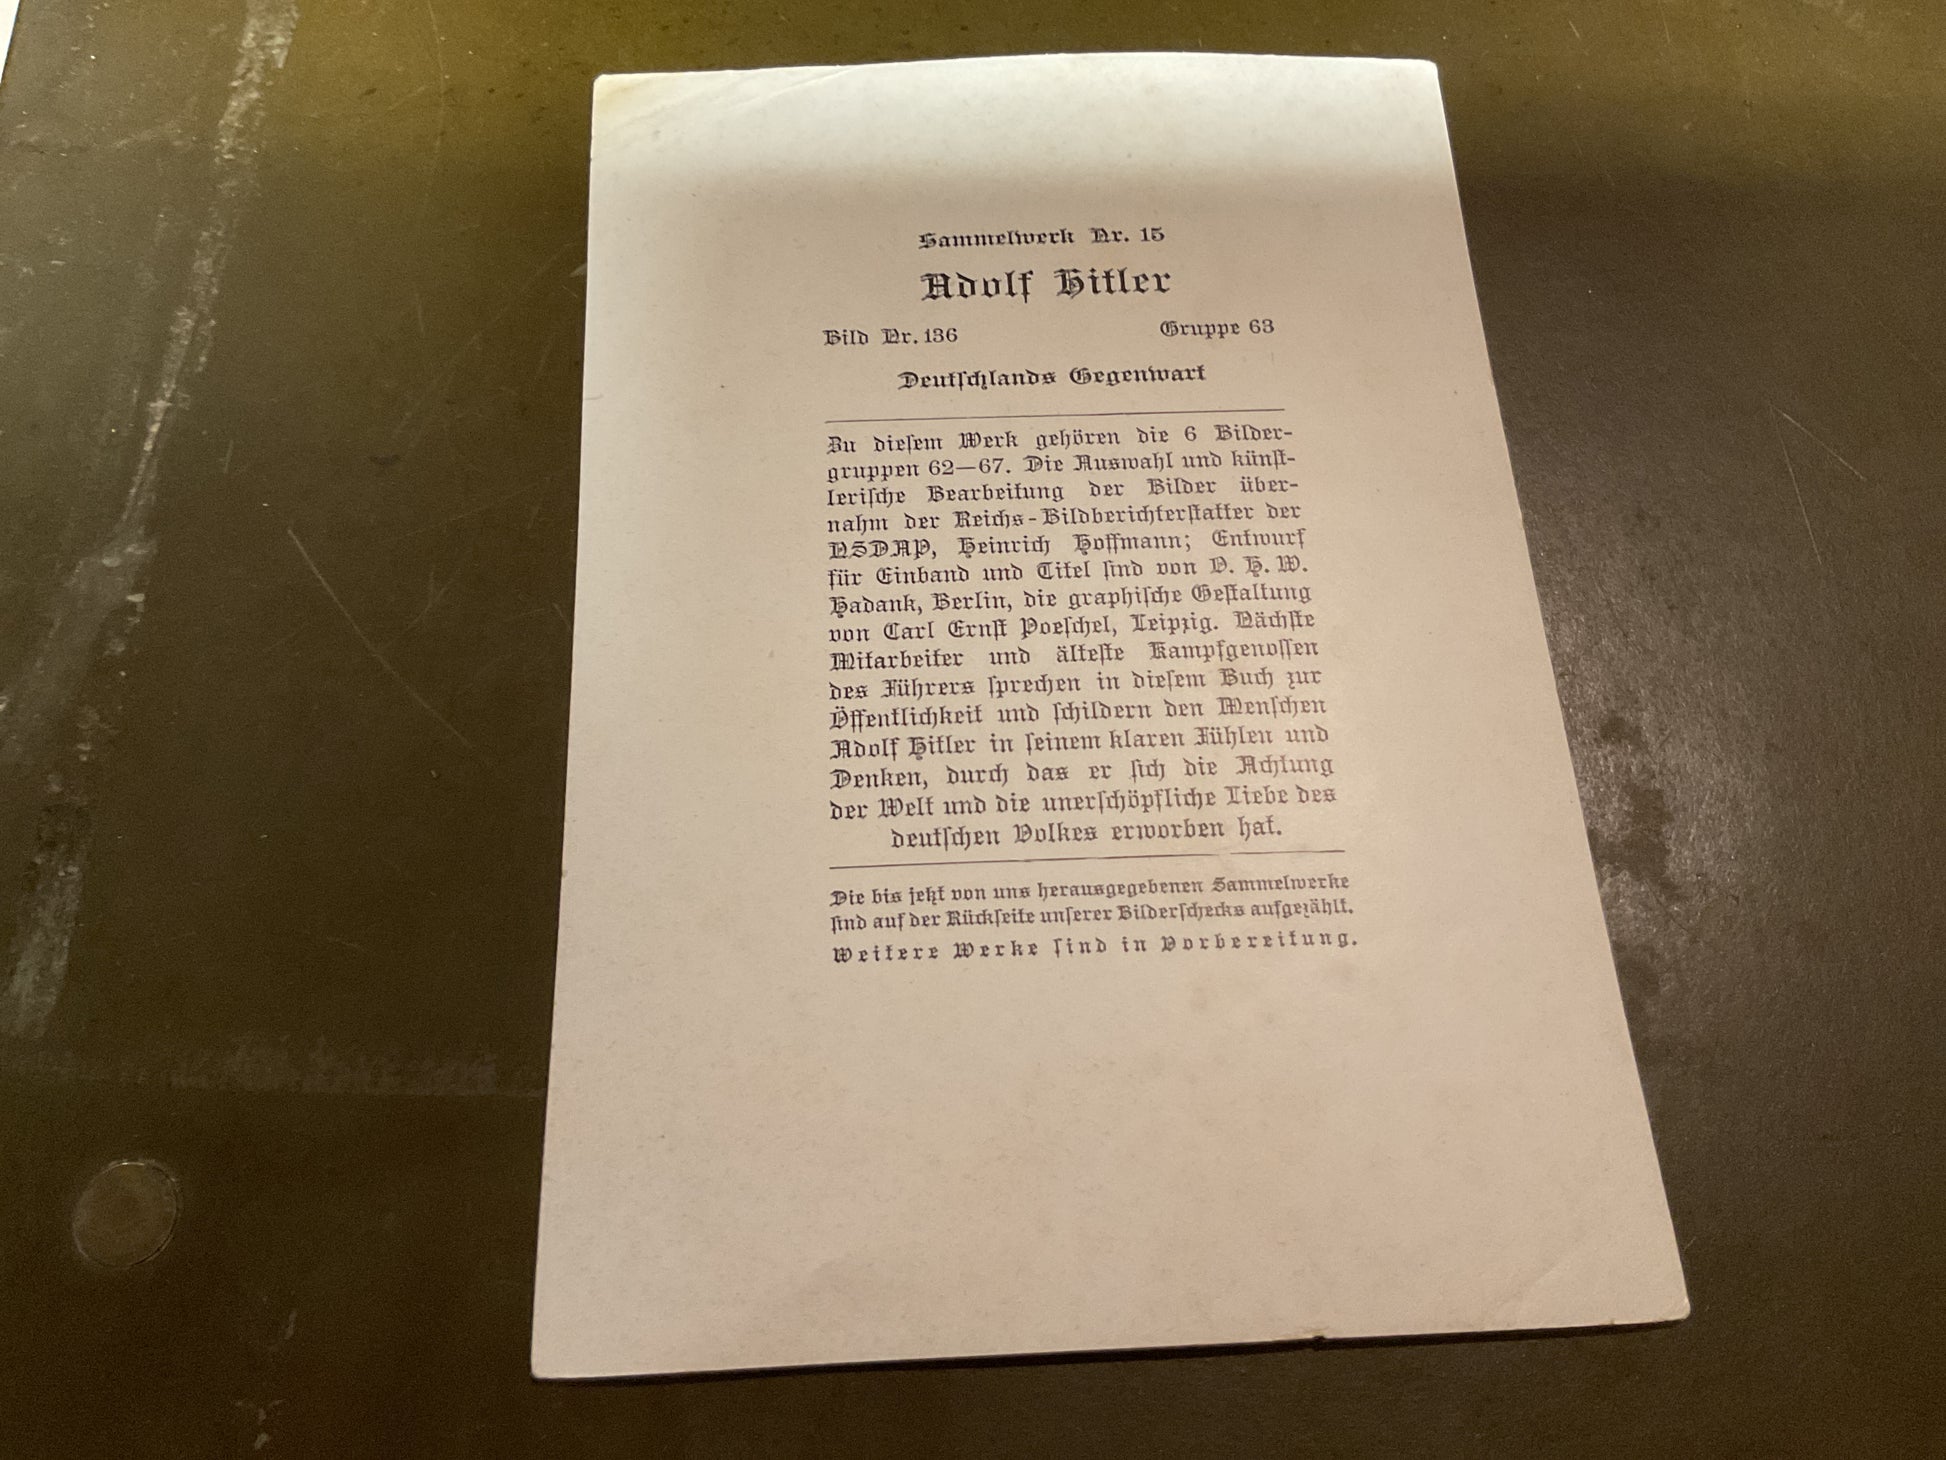 Sammelwerk Nr. 15
Adolf Hitler
Bild Nr. 136 Gruppe 63
Deutschlands Gegenwart
Zu dieſem Werk gehören die 6 Bilder-
gruppen 62—67. Die Auswahl und künſt-
leriſche Bearbeitung der Bilder über-
nahm der Reichs-Bildberichterſtatter der
NSDAP, Heinrich Hoffmann; Entwurf
für Einband und Titel ſind von O. H. W.
Hadank, Berlin, die graphiſche Geſtaltung
von Carl Ernſt Poeſchel, Leipzig. Nächſte
Mitarbeiter und älteſte Kampfgenoſſen
des Führers ſprechen in dieſem Buch zur
Öffentlichkeit und ſchildern den Menſchen
Adolf Hitler in ſeinem klaren Fühlen und
Denken, durch das er ſich die Achtung
der Welt und die unerſchöpfliche Liebe des
deutſchen Volkes erworben hat.
Die bis jetzt von uns herausgegebenen Sammelwerke
ſind auf der Rückſeite unſerer Bilderſchecks aufgezählt.
Weitere Werke ſind in Vorbereitung.